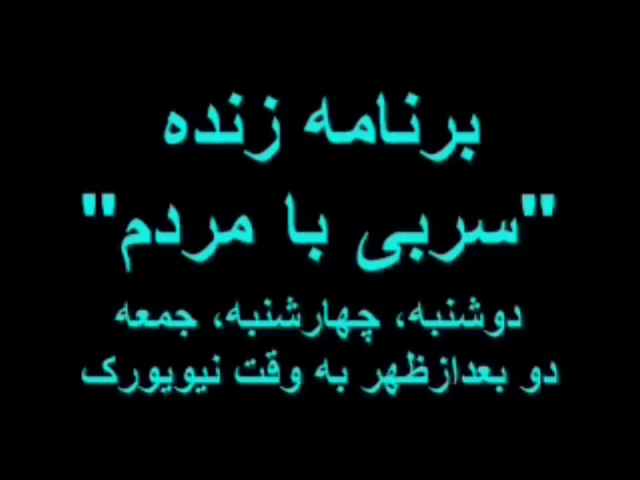 برنامه زنده
"سربی با مردم"
دوشنبه، چهارشنبه، جمعه
دو بعدازظهر به وقت نیویورک